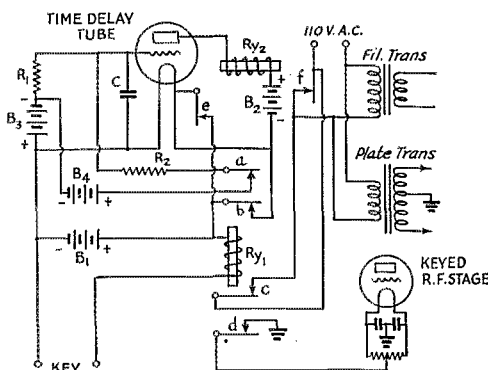 TIME DELAY
TUBE
Ry2
110 V. A.C.
Fil. Trans
R1
C
e
f
B2
-
-
B3
+
R2
a
B4
-
+
b
Plate Trans
-
+
B1
Ry1
c
KEYED
R.F. STAGE
d
KEY